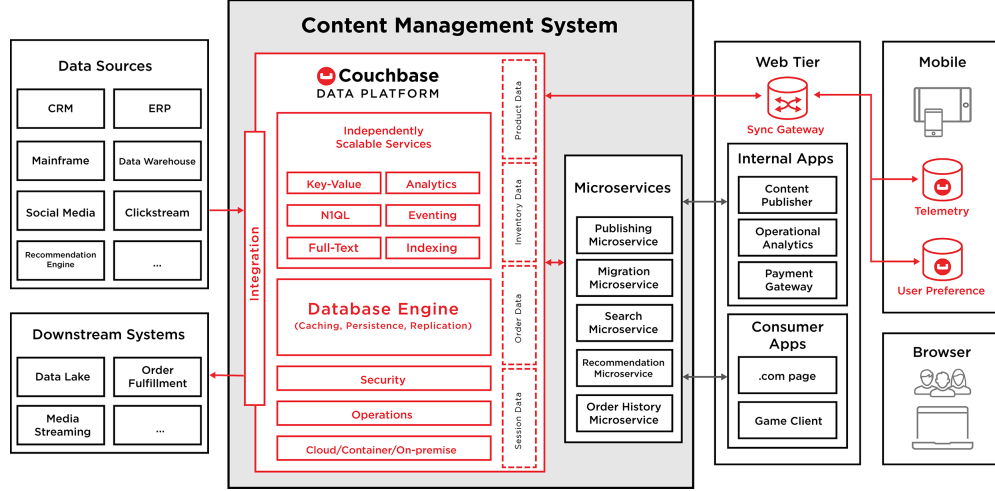 Content Management System
Data Sources
CRM
ERP
Mainframe
Data Warehouse
Social Media
Clickstream
Recommendation
Engine
...
Downstream Systems
Data Lake
Order
Fulfillment
Media
Streaming
...
Integration
Couchbase
DATA PLATFORM
Independently
Scalable Services
Key-Value
Analytics
N1QL
Eventing
Full-Text
Indexing
Database Engine
(Caching, Persistence, Replication)
Security
Operations
Cloud/Container/On-premise
Product Data
Inventory Data
Order Data
Session Data
Microservices
Publishing
Microservice
Migration
Microservice
Search
Microservice
Recommendation
Microservice
Order History
Microservice
Web Tier
Sync Gateway
Internal Apps
Content
Publisher
Operational
Analytics
Payment
Gateway
Consumer
Apps
.com page
Game Client
Mobile
Telemetry
User Preference
Browser